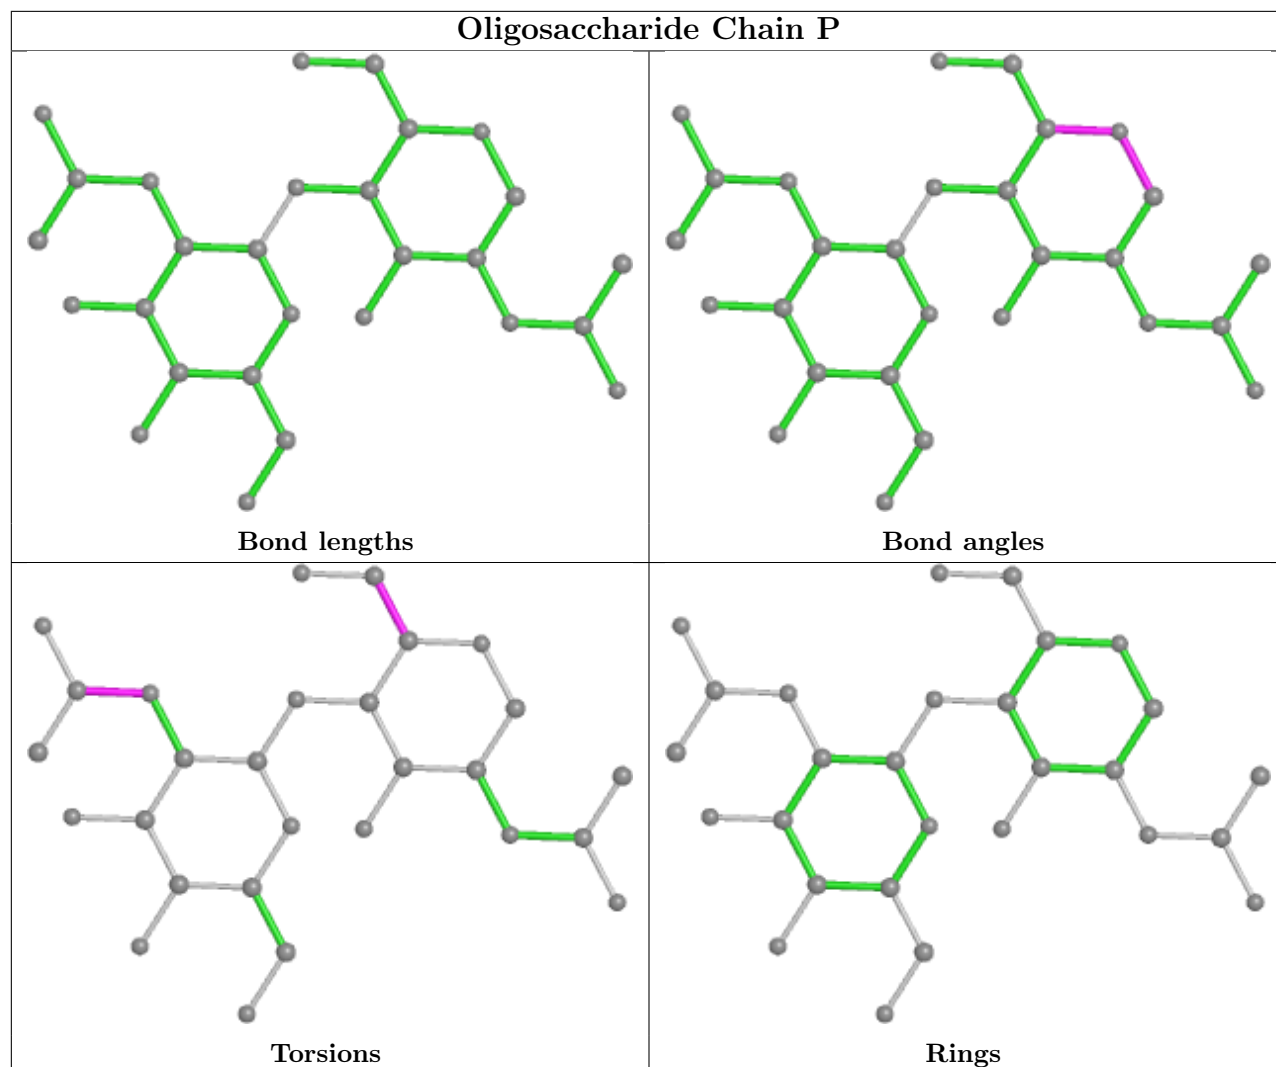 Oligosaccharide Chain P
Bond lengths
Bond angles
Torsions
Rings